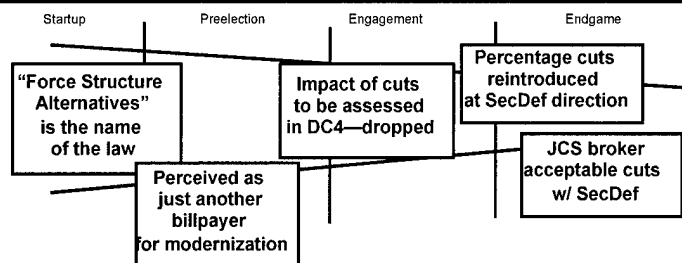 Startup
Preelection
Engagement
Endgame
“Force Structure
Alternatives”
is the name
of the law
Perceived as
just another
billpayer
for modernization
Impact of cuts
to be assessed
in DC4—dropped
Percentage cuts
reintroduced
at SecDef direction
JCS broker
acceptable cuts
w/ SecDef